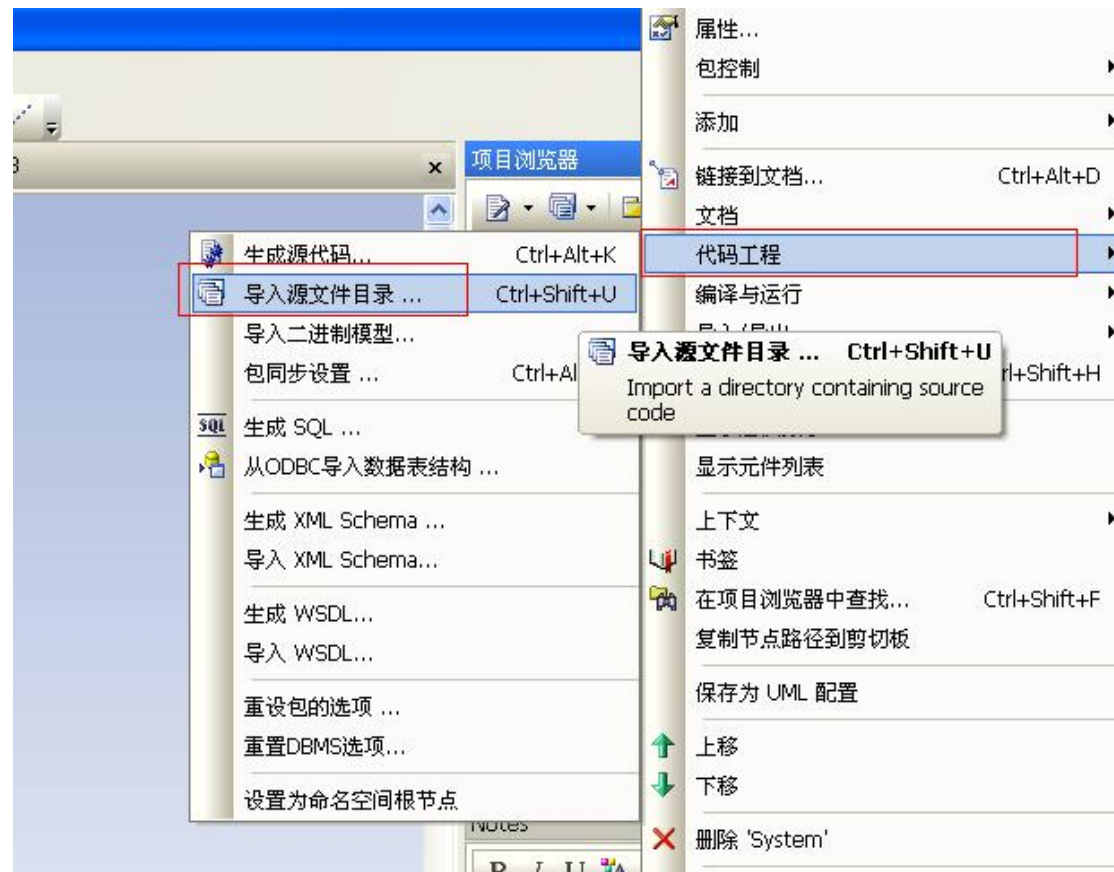 属性...
包控制
添加
3
项目浏览器
链接到文档... Ctrl+Alt+D
文档
生成源代码... Ctrl+Alt+K
代码工程
导入源文件目录 ... Ctrl+Shift+U
编译与运行
导入二进制模型...
导入源文件目录 ... Ctrl+Shift+U
Import a directory containing source
code
包同步设置 ... Ctrl+Al
rl+Shift+H
SQL 生成 SQL ...
从ODBC导入数据表结构 ...
显示元件列表
生成 XML Schema ...
上下文
导入 XML Schema...
书签
生成 WSDL...
在项目浏览器中查找... Ctrl+Shift+F
导入 WSDL...
复制节点路径到剪切板
重设包的选项 ...
保存为 UML 配置
重置DBMS选项...
上移
下移
设置为命名空间根节点
Notes
删除 'System'
B I U A